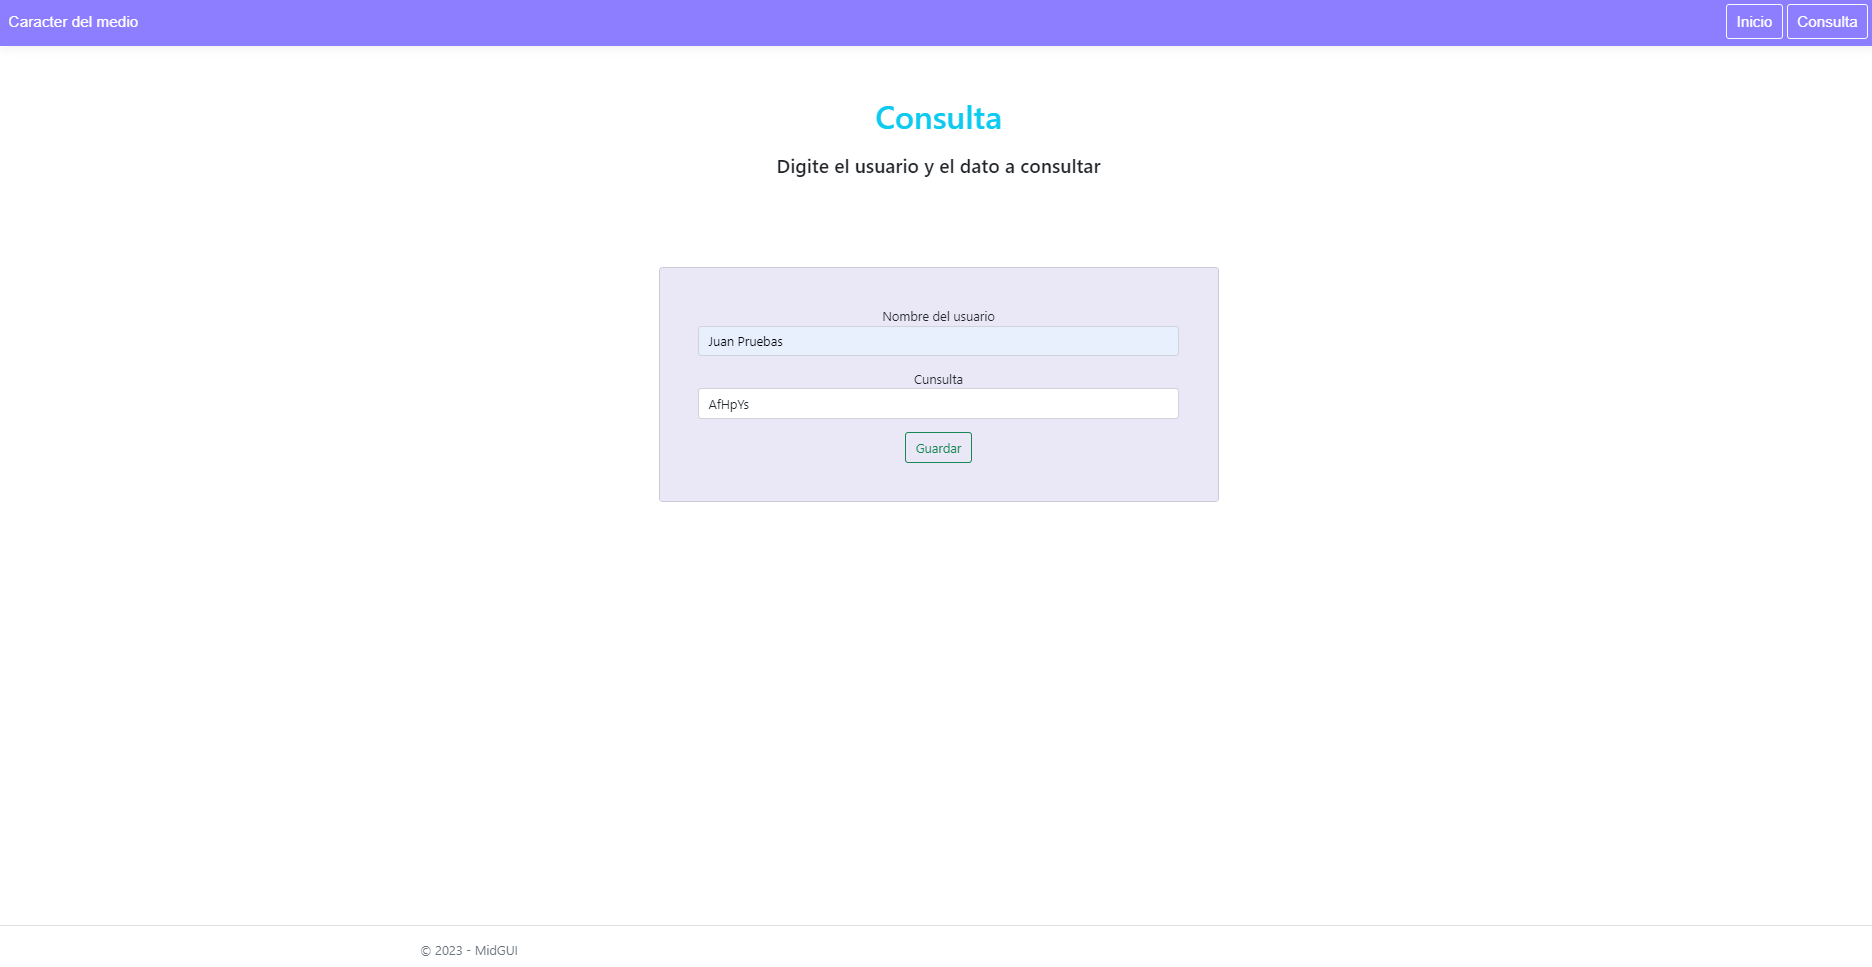 Caracter del medio
Inicio
Consulta
Consulta
Digite el usuario y el dato a consultar
Nombre del usuario
Juan Pruebas
Cunsulta
AfHpYs
Guardar
© 2023 - MidGUI